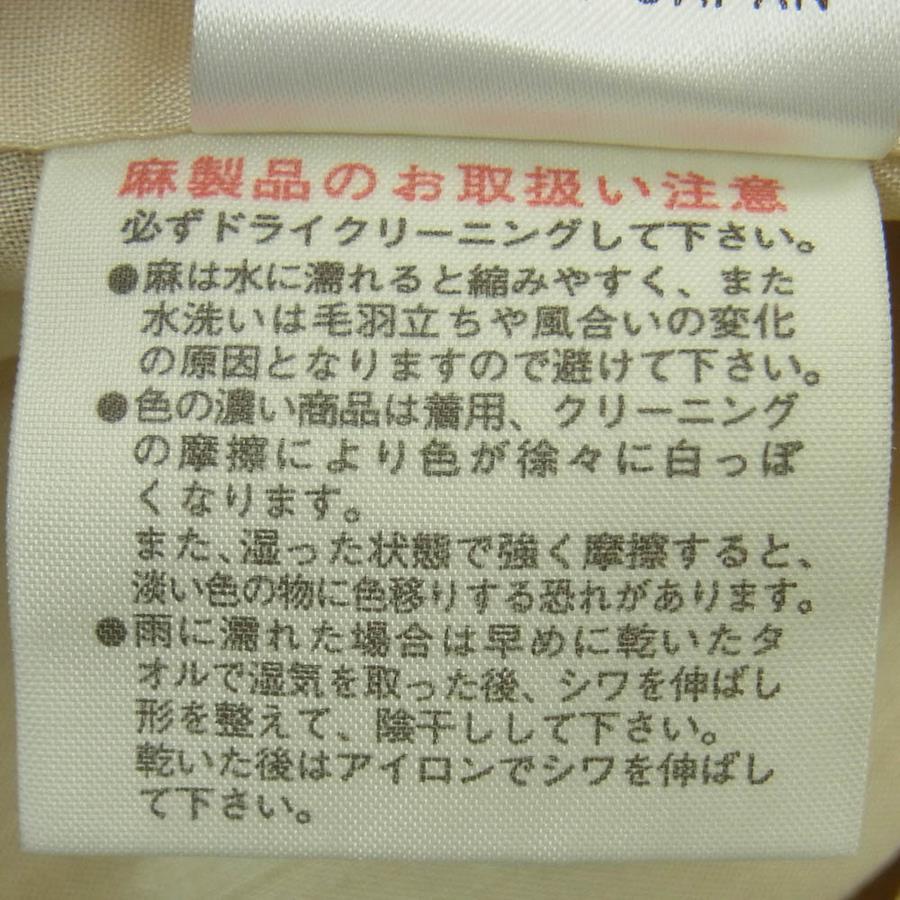 JAPAN
麻製品のお取扱い注意
必ずドライクリーニングして下さい。
●麻は水に濡れると縮みやすく、また
水洗いは毛羽立ちや風合いの変化
の原因となりますので避けて下さい。
●色の濃い商品は着用、クリーニング
の摩擦により色が徐々に白っぽ
くなります。
また、湿った状態で強く摩擦すると、
淡い色の物に色移りする恐れがあります。
●雨に濡れた場合は早めに乾いたタ
オルで湿気を取った後、シワを伸ばし
形を整えて、陰干しして下さい。
乾いた後はアイロンでシワを伸ばし
て下さい。